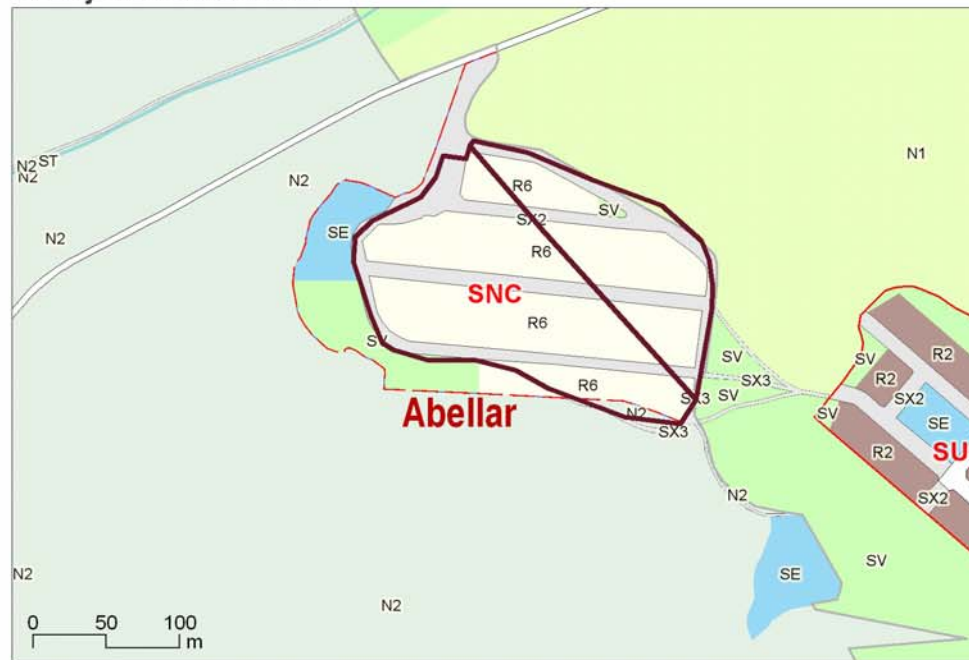 N1
R6
N2 ST
N2
N2
SV
SX2
SE
N2
R6
SNC
R6
SV
SV
SV
R2
SX3
R2
R6
SX3
SV
SX2
N2
SV
SE
Abellar
SX3
R2
SU
N2
SX2
SV
SE
N2
N2
0 50 100
m